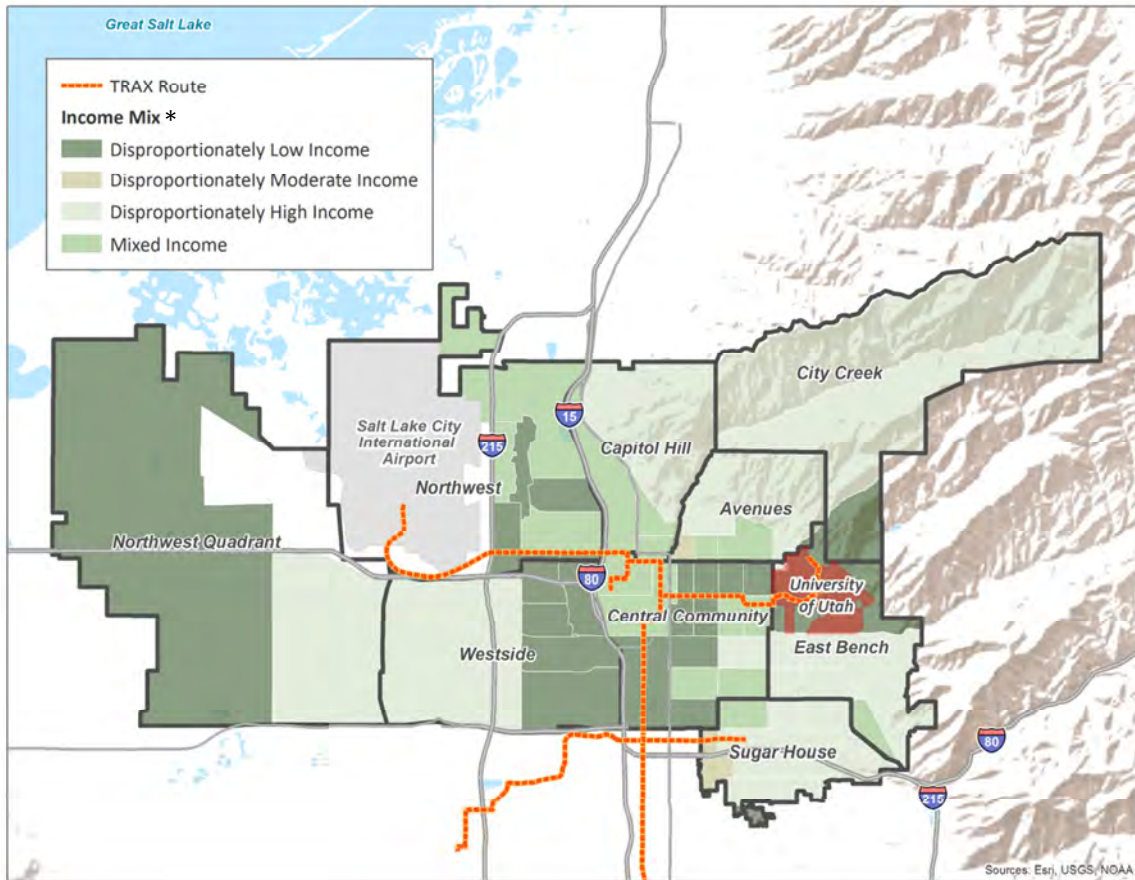 Great Salt Lake
TRAX Route
Income Mix *
Disproportionately Low Income
Disproportionately Moderate Income
Disproportionately High Income
Mixed Income
City Creek
15
Salt Lake City
International
Airport
215
Capitol Hill
Northwest
Avenues
Northwest Quadrant
80
University
of Utah
Central Community
Westside
East Bench
Sugar House
80
215
Sources: Esri, USGS, NOAA